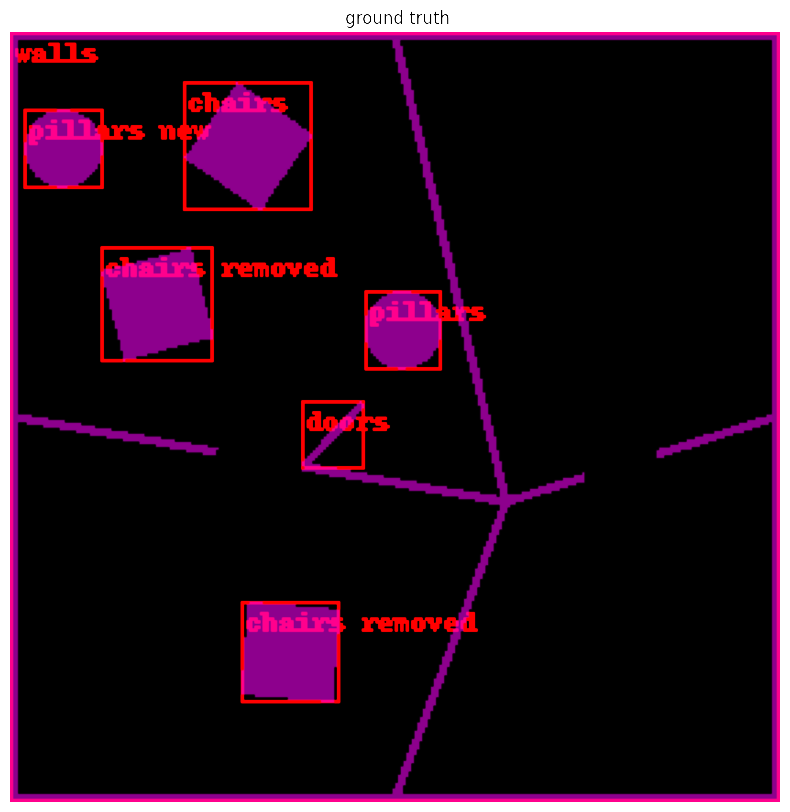 ground truth
walls
chairs
pillars new
chairs removed
pillars
doors
chairs removed